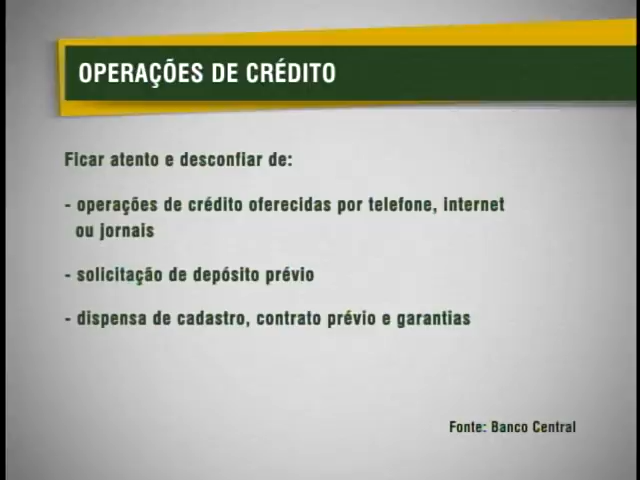 OPERAÇÕES DE CRÉDITO
Ficar atento e desconfiar de:
- operações de crédito oferecidas por telefone, internet
ou jornais
- solicitação de depósito prévio
- dispensa de cadastro, contrato prévio e garantias
Fonte: Banco Central